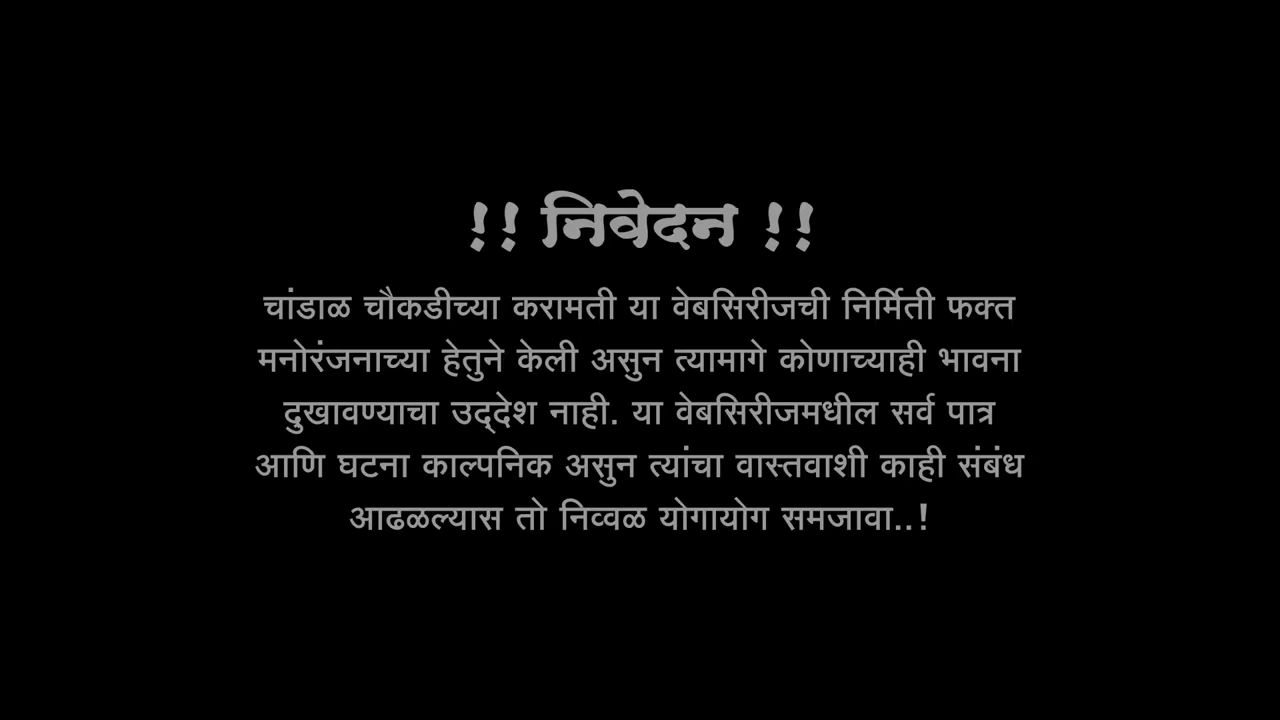 !! निवेदन !!
चांडाळ चौकडीच्या करामती या वेबसिरीजची निर्मिती फक्त
मनोरंजनाच्या हेतुने केली असुन त्यामागे कोणाच्याही भावना
दुखावण्याचा उद्देश नाही. या वेबसिरीजमधील सर्व पात्र
आणि घटना काल्पनिक असुन त्यांचा वास्तवाशी काही संबंध
आढळल्यास तो निव्वळ योगायोग समजावा..!